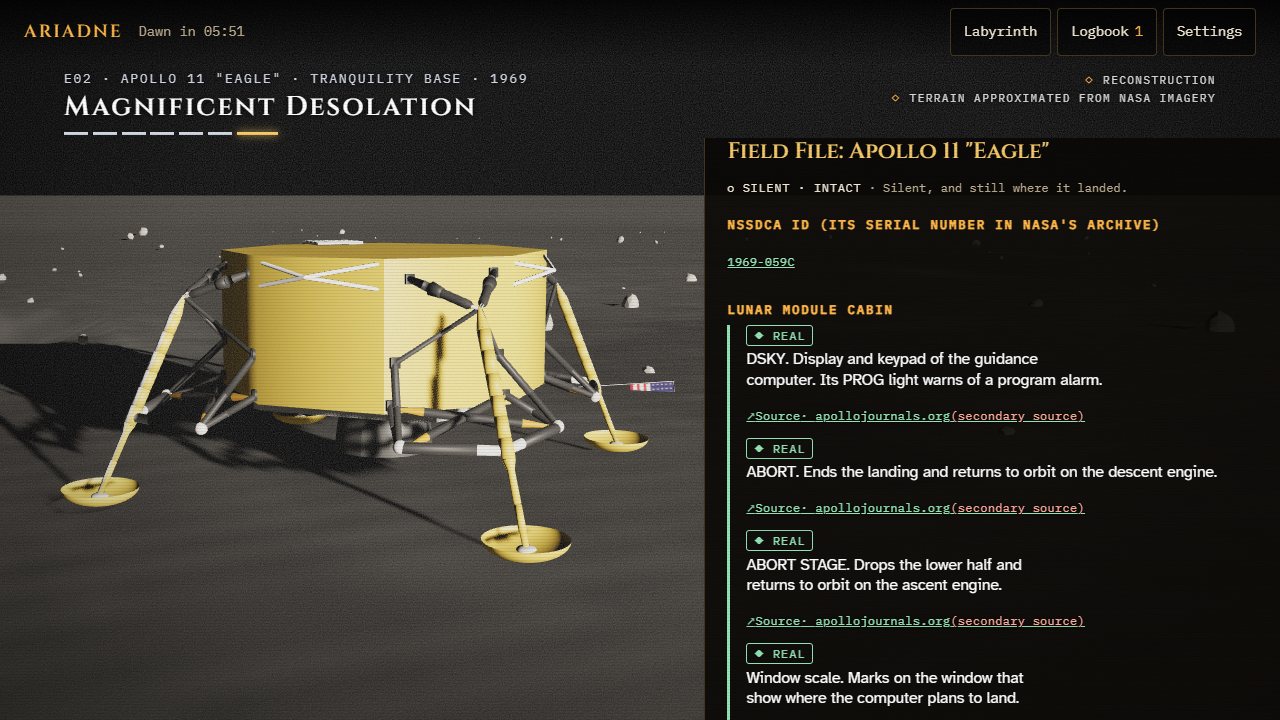 ARIADNE Dawn in 05:51 Labyrinth Logbook 1 Settings
E02 · APOLLO 11 "EAGLE" · TRANQUILITY BASE · 1969
Magnificent Desolation
◇ RECONSTRUCTION
◇ TERRAIN APPROXIMATED FROM NASA IMAGERY
Field File: Apollo 11 "Eagle"
o SILENT · INTACT · Silent, and still where it landed.
NSSDCA ID (ITS SERIAL NUMBER IN NASA'S ARCHIVE)
1969-059C
LUNAR MODULE CABIN
◆ REAL
DSKY. Display and keypad of the guidance
computer. Its PROG light warns of a program alarm.
↗Source· apollojournals.org(secondary source)
◆ REAL
ABORT. Ends the landing and returns to orbit on the descent engine.
↗Source· apollojournals.org(secondary source)
◆ REAL
ABORT STAGE. Drops the lower half and
returns to orbit on the ascent engine.
↗Source· apollojournals.org(secondary source)
◆ REAL
Window scale. Marks on the window that
show where the computer plans to land.